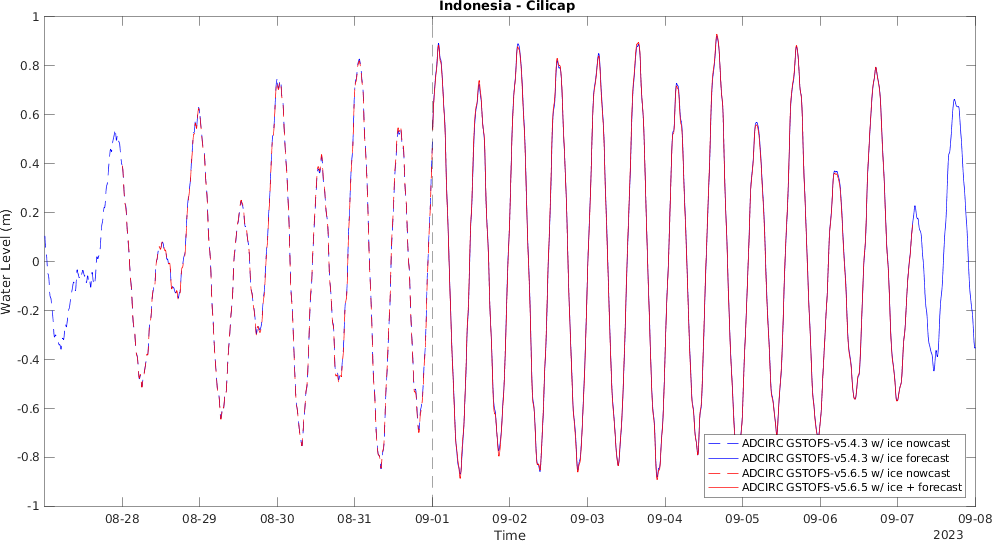 Indonesia - Cilicap
Water Level (m)
1
0.8
0.6
0.4
0.2
0
-0.2
-0.4
-0.6
-0.8
-1
ADCIRC GSTOFS-v5.4.3 w/ ice nowcast
ADCIRC GSTOFS-v5.4.3 w/ ice forecast
ADCIRC GSTOFS-v5.6.5 w/ ice nowcast
ADCIRC GSTOFS-v5.6.5 w/ ice + forecast
08-28 08-29 08-30 08-31 09-01 09-02 09-03 09-04 09-05 09-06 09-07 09-08
Time
2023